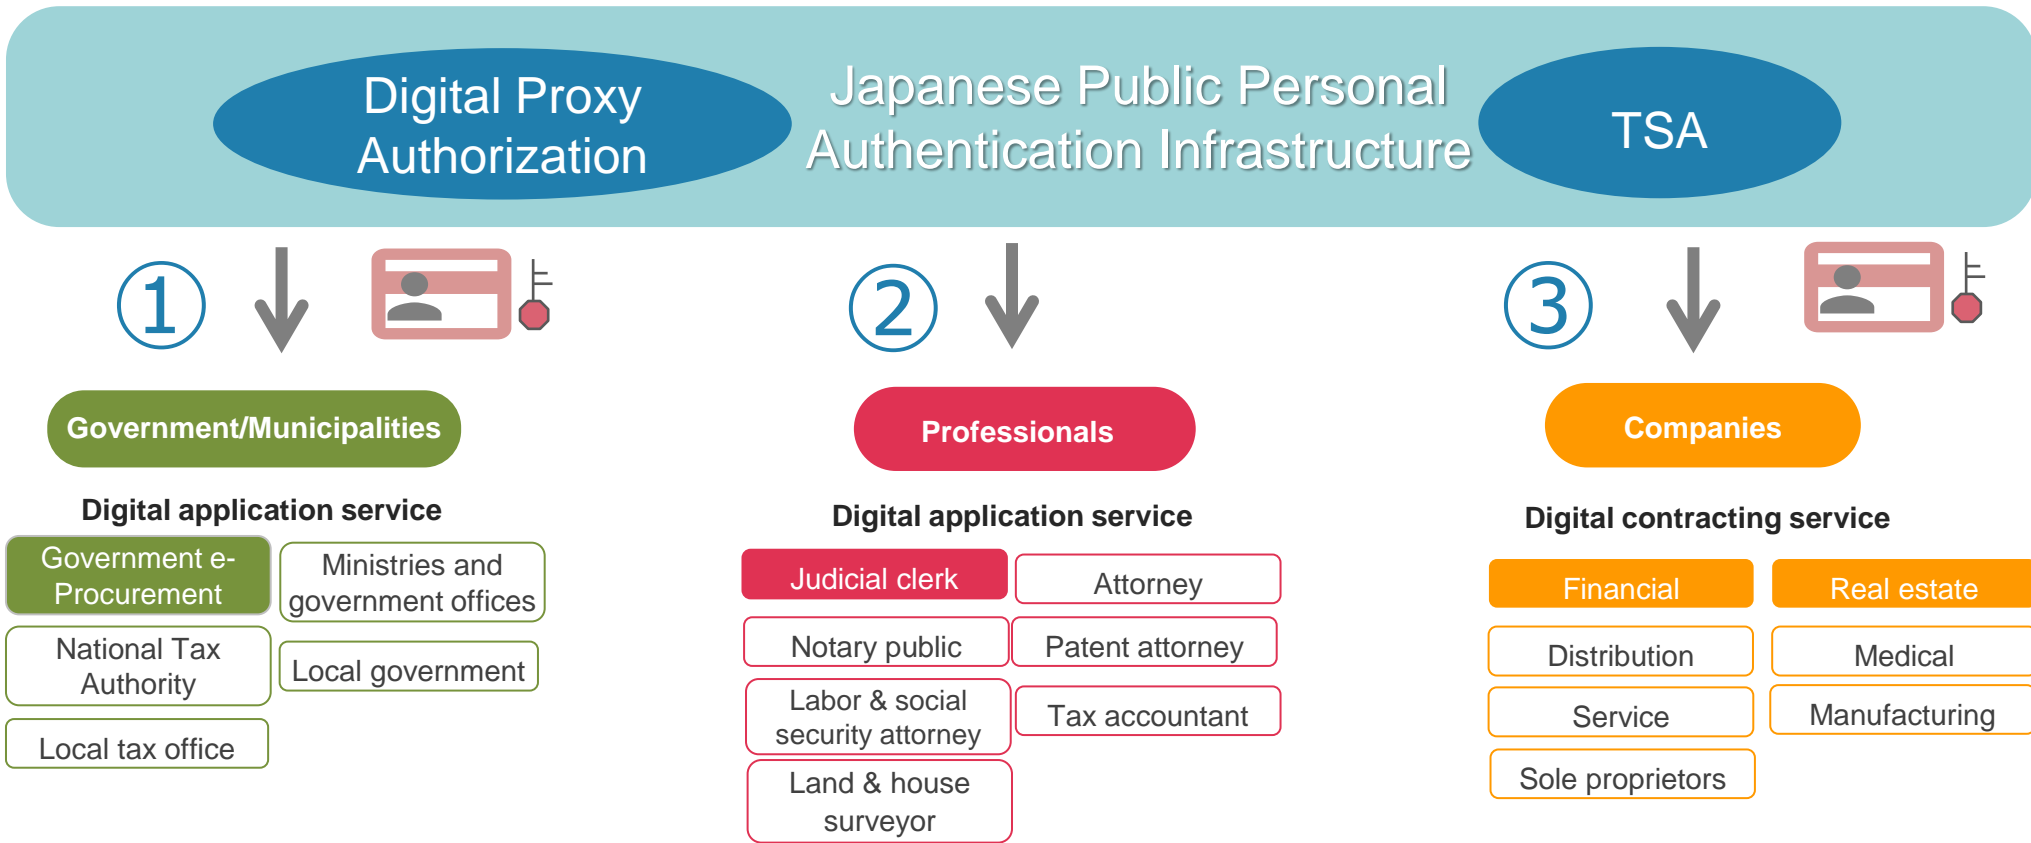 Digital Proxy
Authorization
Japanese Public Personal
Authentication Infrastructure
TSA
①
②
③
Government/Municipalities
Digital application service
Government e-
Procurement
Ministries and
government offices
National Tax
Authority
Local government
Local tax office
Professionals
Digital application service
Judicial clerk
Attorney
Notary public
Patent attorney
Labor & social
security attorney
Tax accountant
Land & house
surveyor
Companies
Digital contracting service
Financial
Real estate
Distribution
Medical
Service
Manufacturing
Sole proprietors